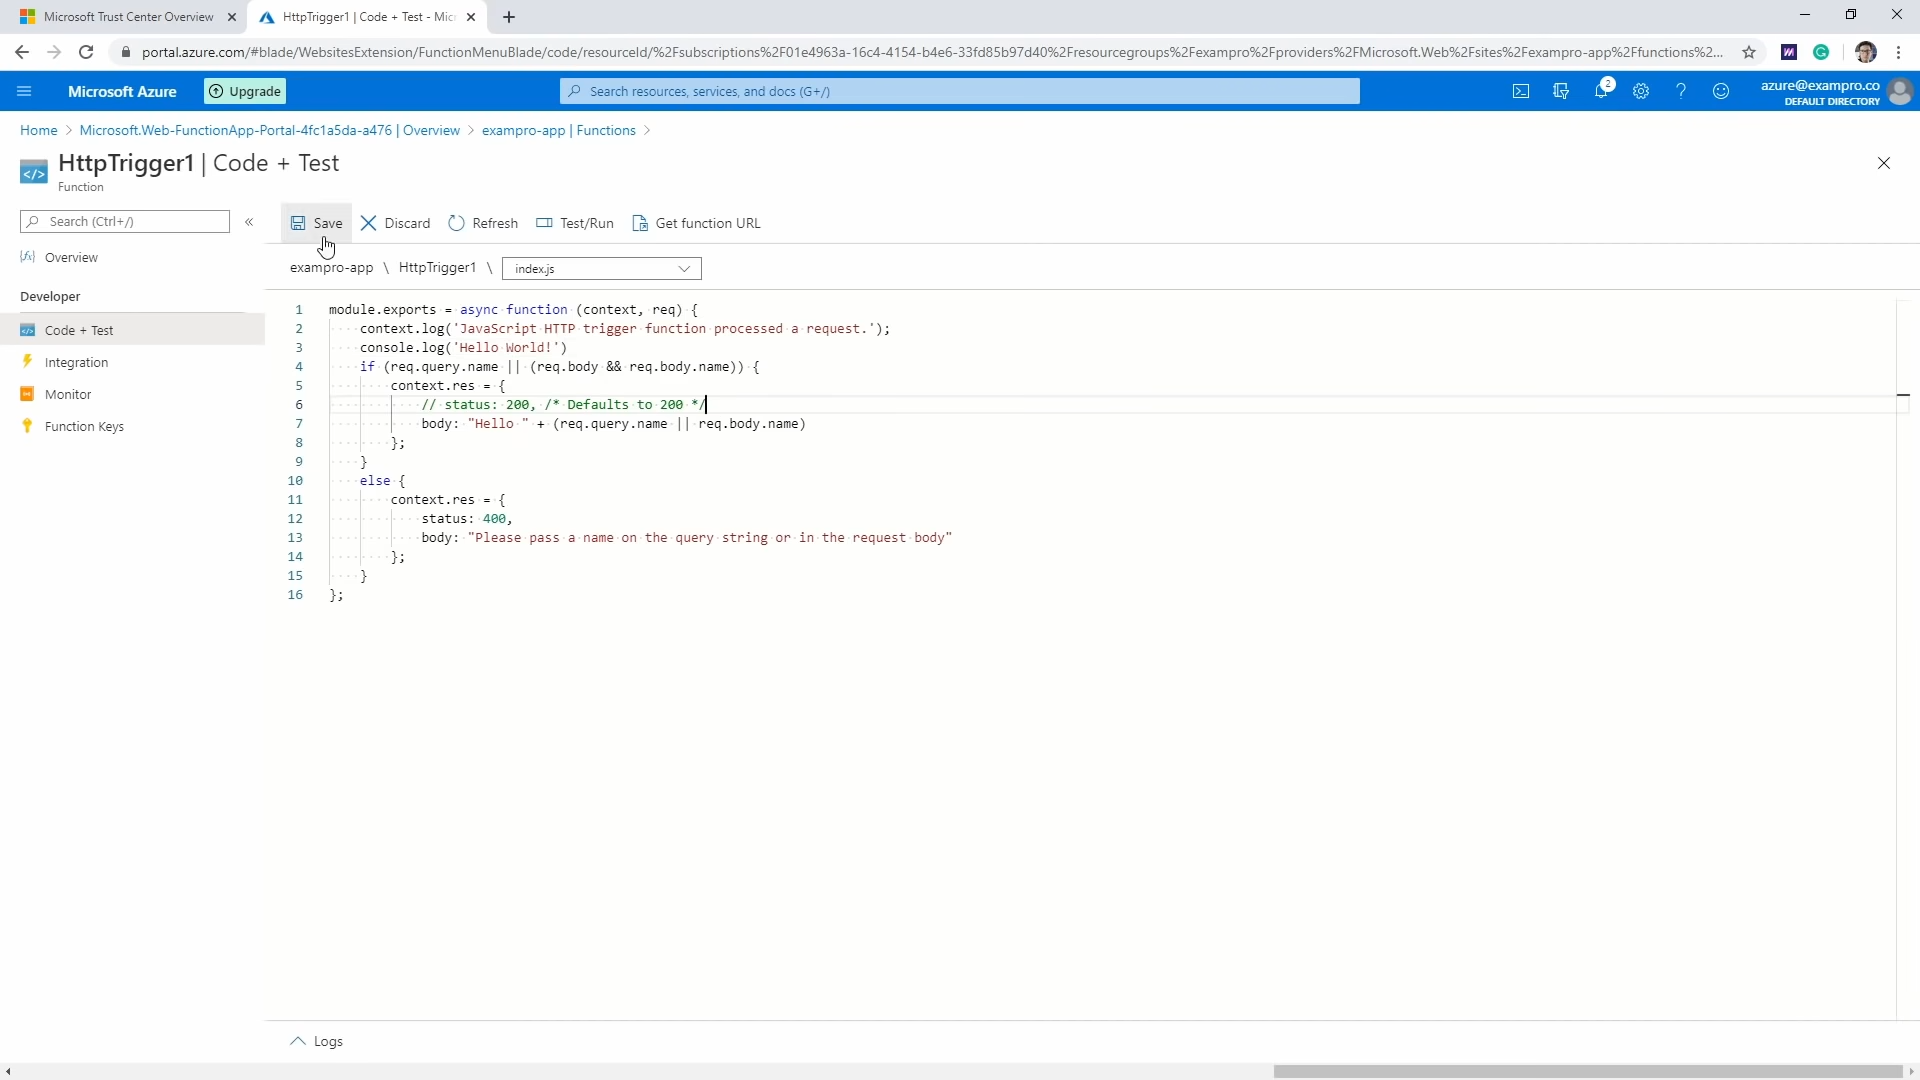 Microsoft Trust Center Overview
HttpTrigger1 | Code + Test - Mic
portal.azure.com/#blade/WebsitesExtension/FunctionMenuBlade/code/resourceId/%2Fsubscriptions%2F01e4963a-16c4-4154-b4e6-33fd85b97d40%2Fresourcegroups%2Fexampro%2Fproviders%2FMicrosoft.Web%2Fsites%2Fexampro-app%2Ffunctions%2...
Microsoft Azure
Upgrade
Search resources, services, and docs (G+/)
2
azure@exampro.co
DEFAULT DIRECTORY
Home > Microsoft.Web-FunctionApp-Portal-4fc1a5da-a476 | Overview > exampro-app | Functions >
HttpTrigger1 | Code + Test
Function
Search (Ctrl+/)
«
Save
Discard
Refresh
Test/Run
Get function URL
Overview
Developer
Code + Test
Integration
Monitor
Function Keys
exampro-app \ HttpTrigger1 \ index.js
1 module.exports = async function (context, req) {
2 context.log('JavaScript HTTP trigger function processed a request.');
3 console.log('Hello World!')
4 if (req.query.name || (req.body && req.body.name)) {
5 context.res = {
6 // status: 200, /* Defaults to 200 */
7 body: "Hello " + (req.query.name || req.body.name)
8 };
9 }
10 else {
11 context.res = {
12 status: 400,
13 body: "Please pass a name on the query string or in the request body"
14 };
15 }
16 };
Logs